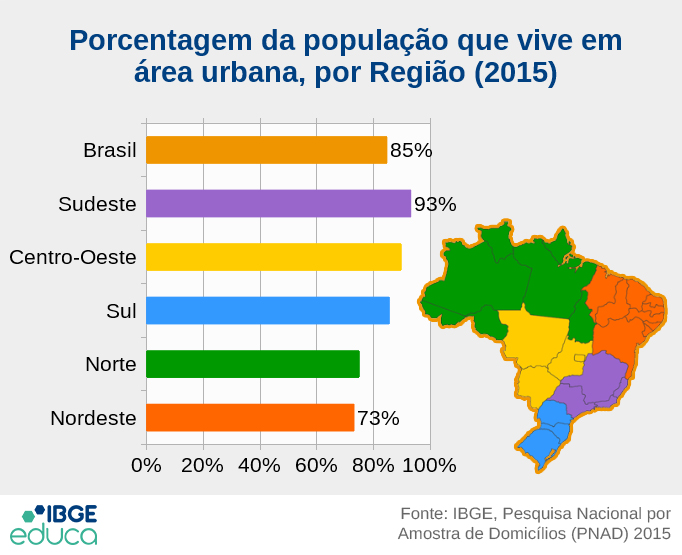 Porcentagem da população que vive em
área urbana, por Região (2015)
Brasil 85%
Sudeste 93%
Centro-Oeste
Sul
Norte
Nordeste 73%
0% 20% 40% 60% 80% 100%
IBGE
educa
Fonte: IBGE, Pesquisa Nacional por
Amostra de Domicílios (PNAD) 2015